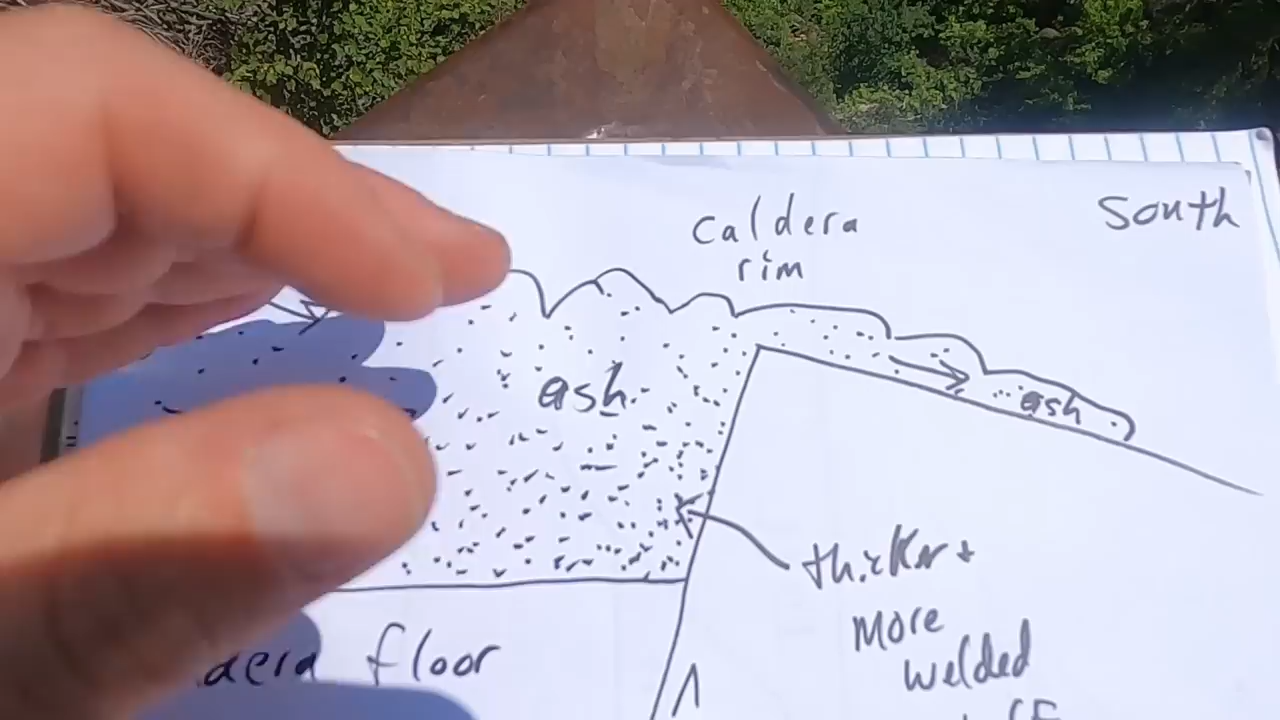 South
caldera
rim
ash
ash
thicker +
more
welded
floor